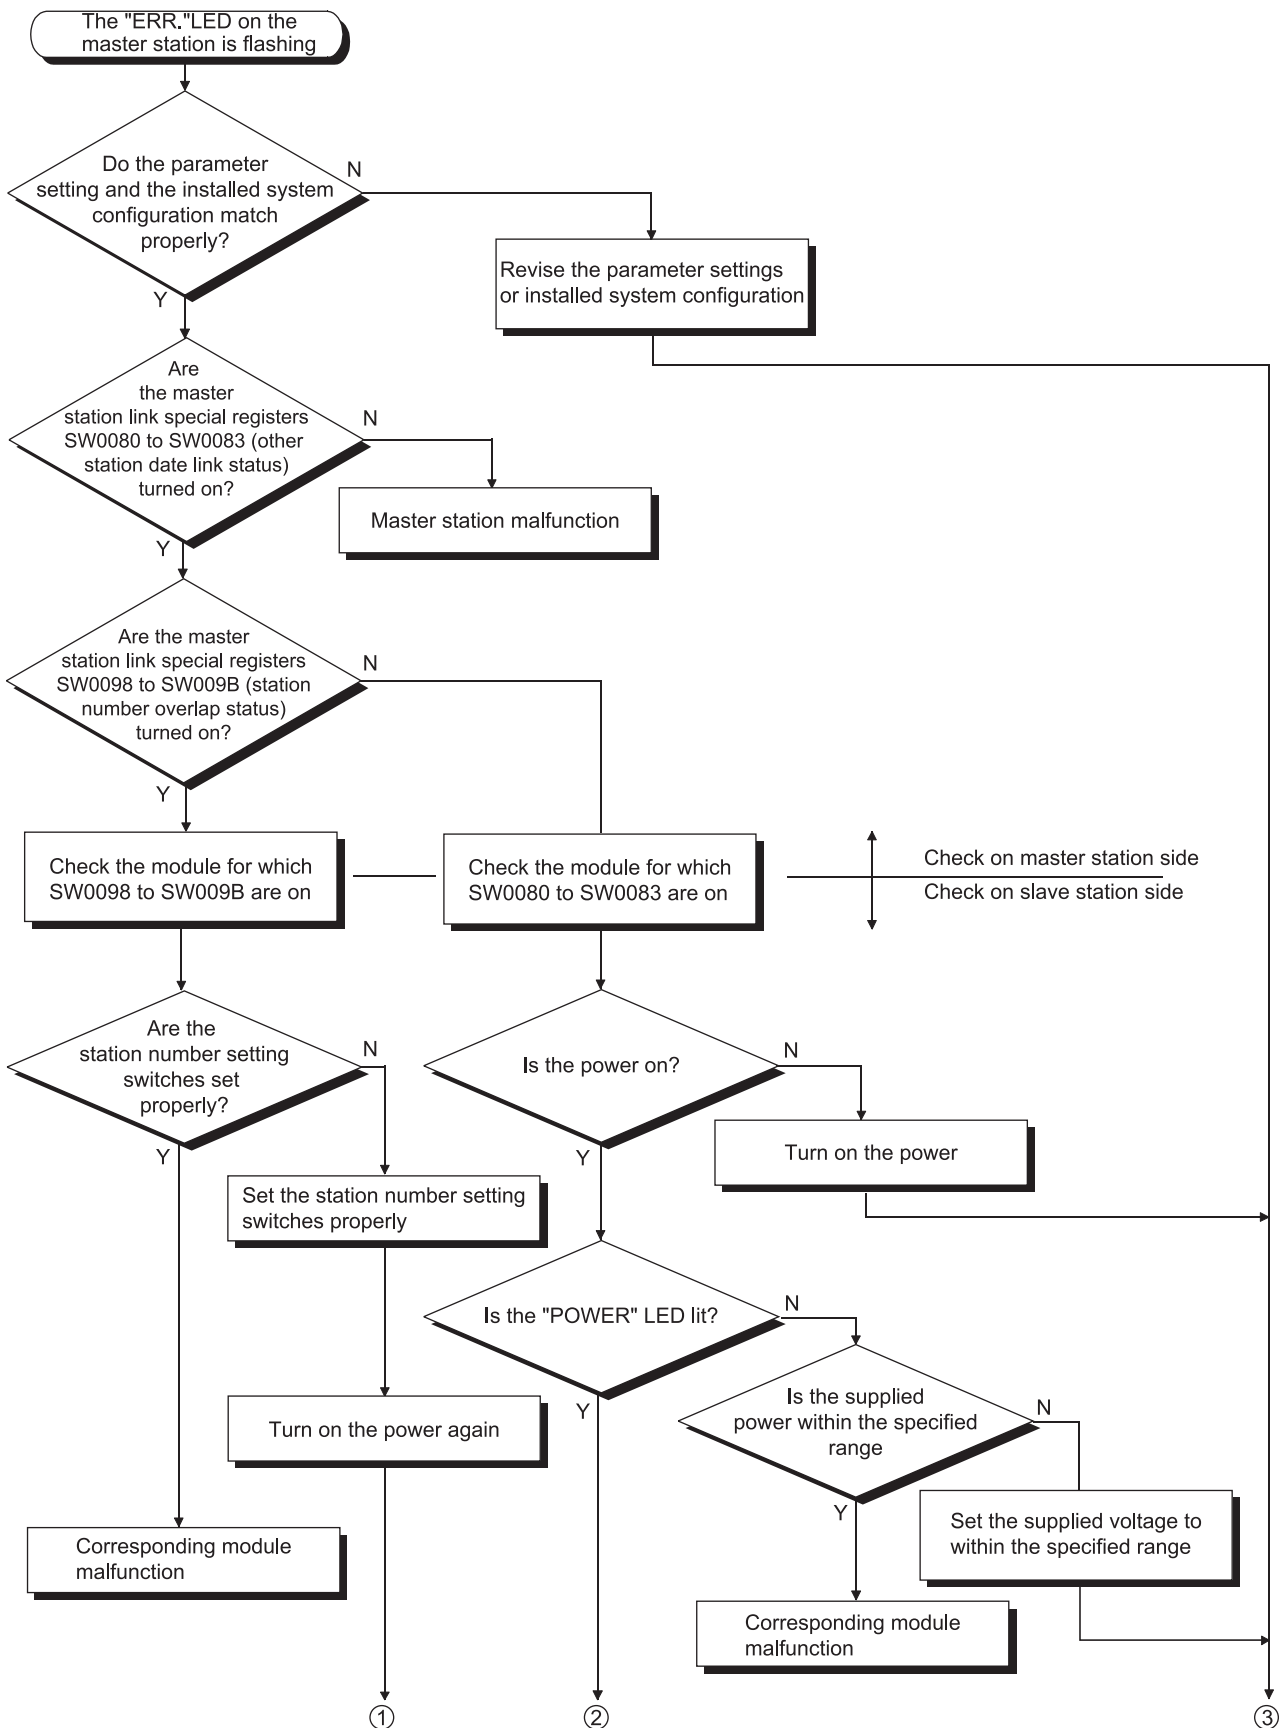 The "ERR."LED on the
master station is flashing
Do the parameter
setting and the installed system
configuration match
properly?
N
Y
Revise the parameter settings
or installed system configuration
Are
the master
station link special registers
SW0080 to SW0083 (other
station date link status)
turned on?
N
Y
Master station malfunction
Are the master
station link special registers
SW0098 to SW009B (station
number overlap status)
turned on?
N
Y
Check the module for which
SW0098 to SW009B are on
Check the module for which
SW0080 to SW0083 are on
Check on master station side
Check on slave station side
Are the
station number setting
switches set
properly?
N
Y
Is the power on?
N
Y
Turn on the power
Set the station number setting
switches properly
Is the "POWER" LED lit?
N
Y
Is the supplied
power within the specified
range
N
Y
Turn on the power again
Set the supplied voltage to
within the specified range
Corresponding module
malfunction
Corresponding module
malfunction
①
②
③